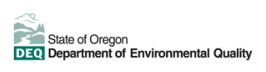 State of Oregon
DEQ Department of Environmental Quality